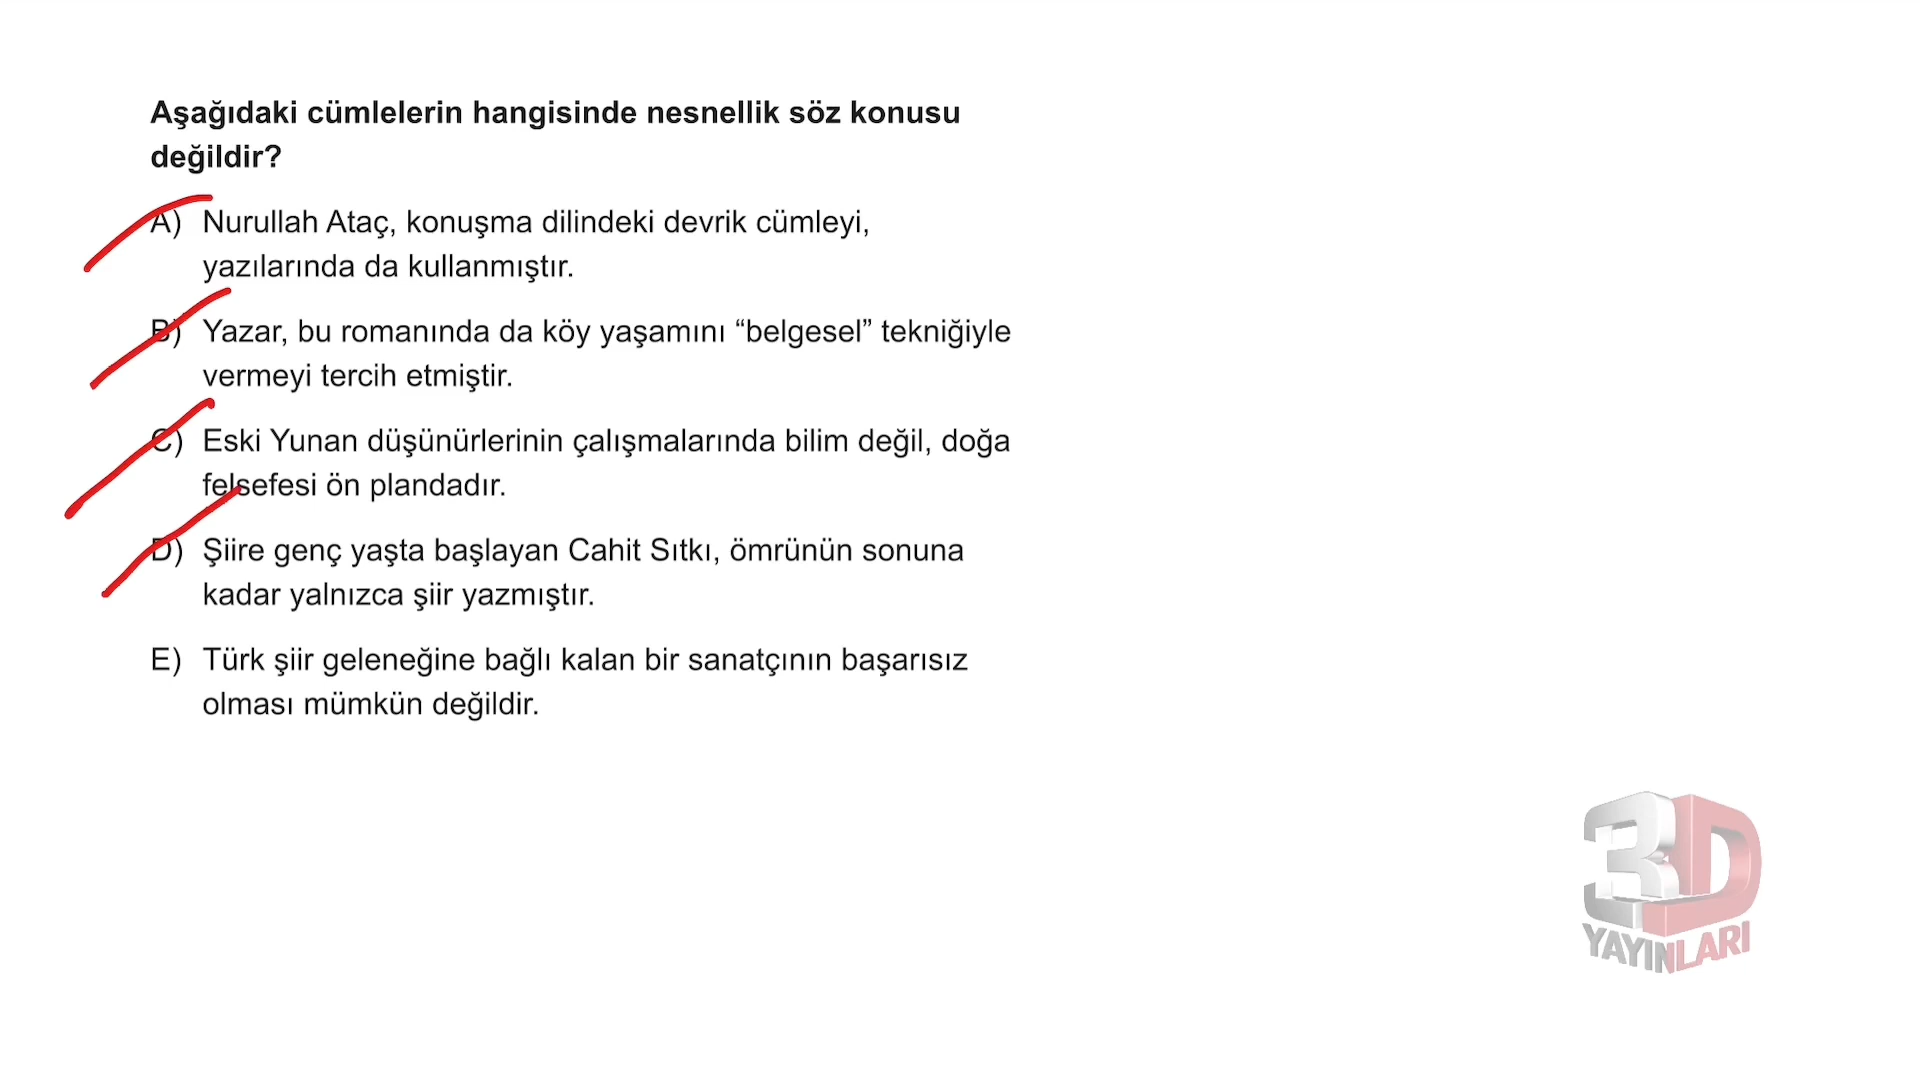 Aşağıdaki cümlelerin hangisinde nesnellik söz konusu
değildir?
A) Nurullah Ataç, konuşma dilindeki devrik cümleyi,
yazılarında da kullanmıştır.
B) Yazar, bu romanında da köy yaşamını “belgesel” tekniğiyle
vermeyi tercih etmiştir.
C) Eski Yunan düşünürlerinin çalışmalarında bilim değil, doğa
felsefesi ön plandadır.
D) Şiire genç yaşta başlayan Cahit Sıtkı, ömrünün sonuna
kadar yalnızca şiir yazmıştır.
E) Türk şiir geleneğine bağlı kalan bir sanatçının başarısız
olması mümkün değildir.
3D
YAYINLARI